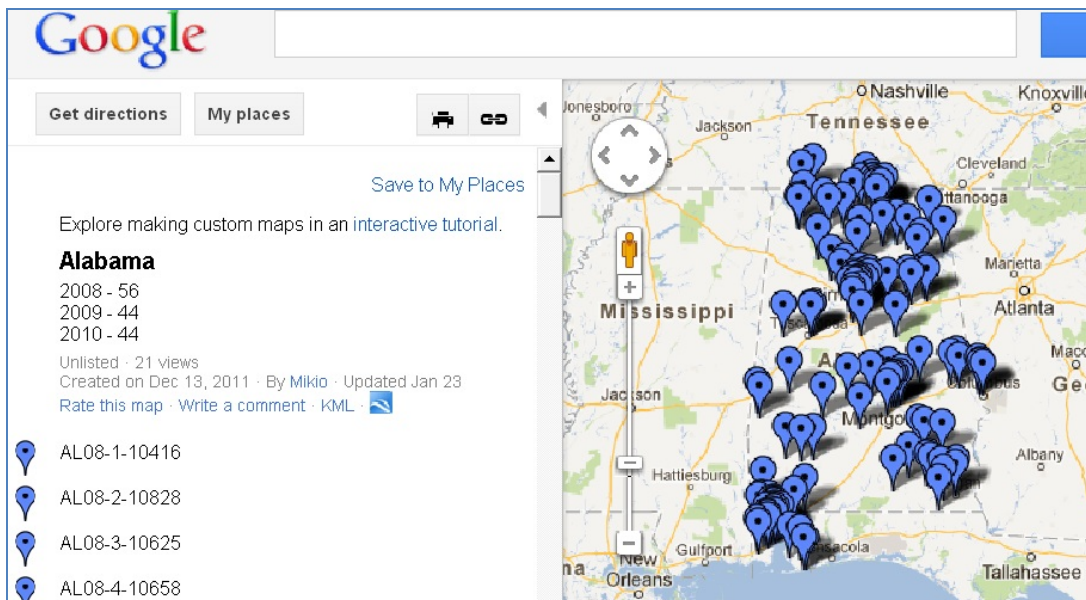 Google
Get directions
My places
Save to My Places
Explore making custom maps in an interactive tutorial.
Alabama
2008 - 56
2009 - 44
2010 - 44
Unlisted · 21 views
Created on Dec 13, 2011 · By Mikio · Updated Jan 23
Rate this map · Write a comment · KML ·
AL08-1-10416
AL08-2-10828
AL08-3-10625
AL08-4-10658
Nashville
Knoxville
Jonesboro
Jackson
Tennessee
Cleveland
ttanooga
Marietta
Mississippi
Atlanta
Jackson
Columbus
Montgo
Albany
Hattiesburg
Gulfport
New
Orleans
Tallahassee